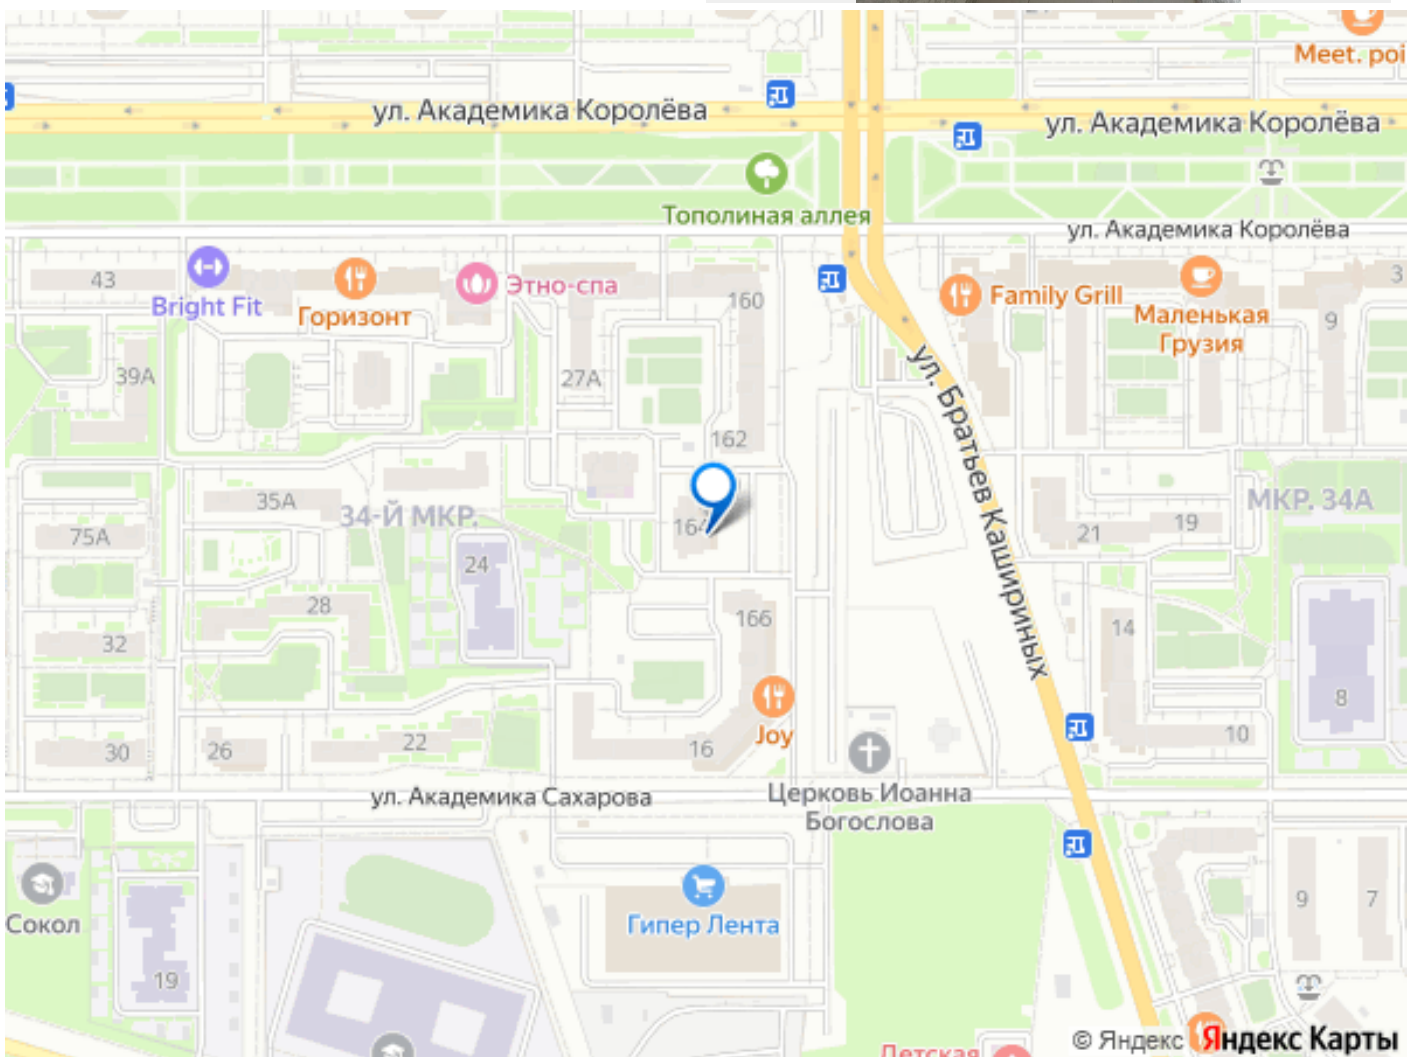 Meet. poi
ул. Академика Королёва
ул. Академика Королёва
Тополиная аллея
ул. Академика Королёва
43
Bright Fit
Горизонт
Этно-спа
160
Family Grill
Маленькая
Грузия
9
3
39А
27А
162
ул. Братьев Кашириных
35А
34-Й МКР.
164
МКР. 34А
75А
21
19
24
28
166
14
32
8
30
26
22
16
Joy
10
ул. Академика Сахарова
Церковь Иоанна
Богослова
Сокол
Гипер Лента
9
7
19
Детская
© Яндекс Яндекс Карты